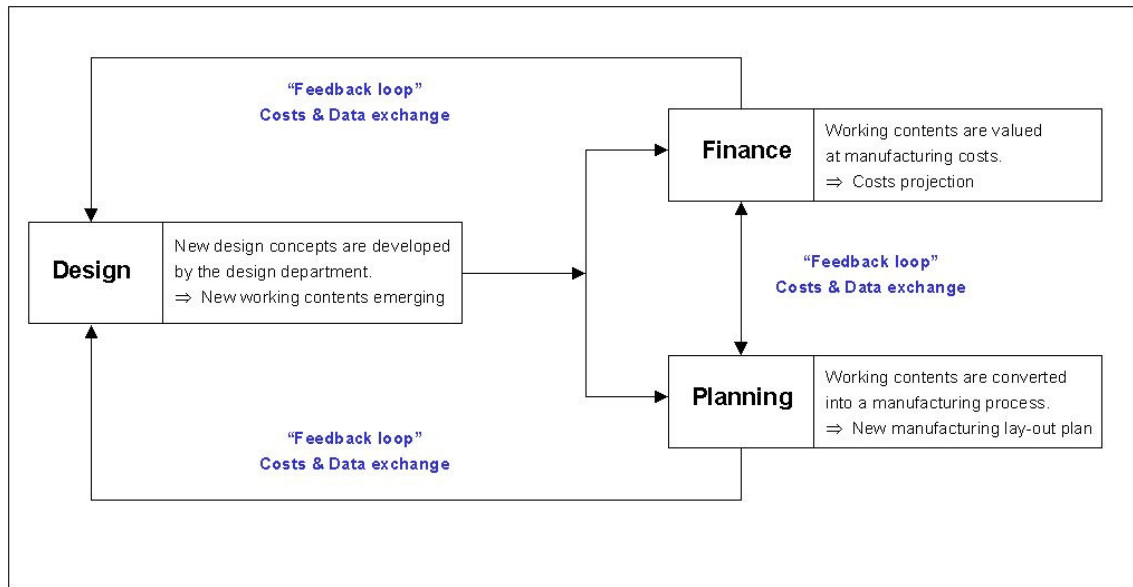 “Feedback loop”
Costs & Data exchange
Finance
Working contents are valued
at manufacturing costs.
⇒ Costs projection
Design
New design concepts are developed
by the design department.
⇒ New working contents emerging
“Feedback loop”
Costs & Data exchange
Planning
Working contents are converted
into a manufacturing process.
⇒ New manufacturing lay-out plan
“Feedback loop”
Costs & Data exchange